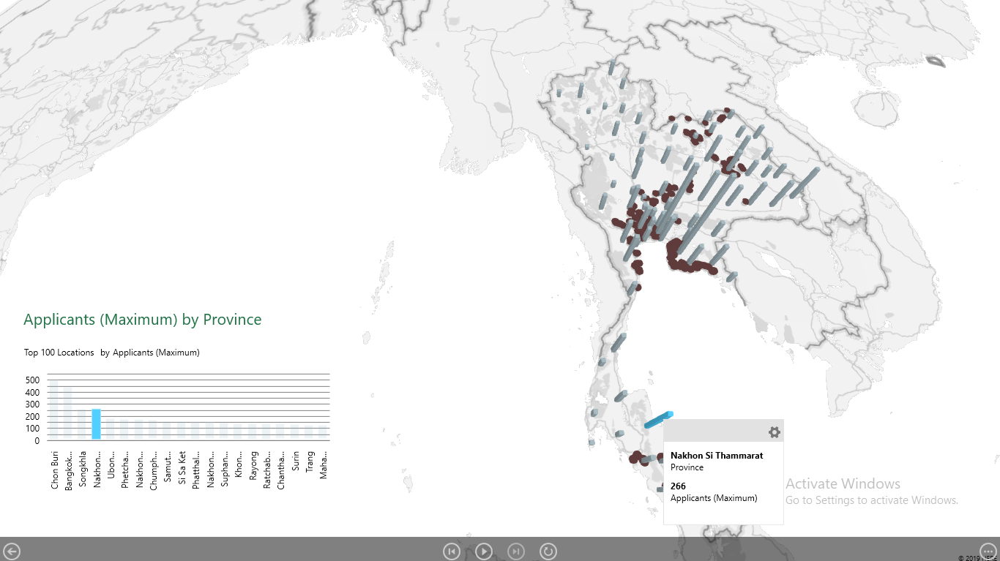 Applicants (Maximum) by Province
Top 100 Locations by Applicants (Maximum)
500
400
300
200
100
0
Chon Buri
Bangkok...
Songkhla
Nakhon...
Ubon...
Phetcha...
Nakhon...
Chumph...
Samut...
Si Sa Ket
Phatthal...
Nakhon...
Suphan...
Khon...
Rayong
Ratchab...
Chantha...
Surin
Trang
Maha...
Nakhon Si Thammarat
Province
266
Applicants (Maximum)
Activate Windows
Go to Settings to activate Windows.
© 2019 HERE